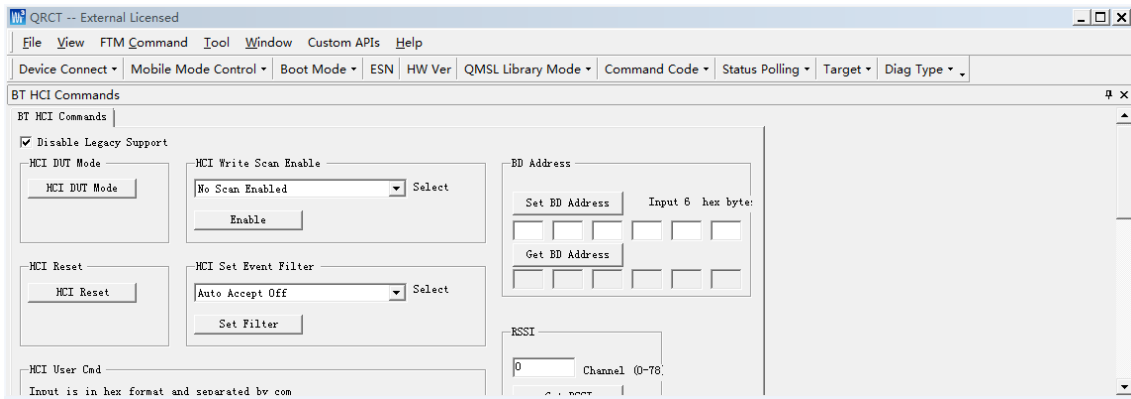 QRCT -- External Licensed
File View FTM Command Tool Window Custom APIs Help
Device Connect Mobile Mode Control Boot Mode ESN HW Ver QMSL Library Mode Command Code Status Polling Target Diag Type
BT HCI Commands
BT HCI Commands
Disable Legacy Support
HCI DUT Mode
HCI DUT Mode
HCI Write Scan Enable
No Scan Enabled Select
Enable
BD Address
Set BD Address Input 6 hex bytes
Get BD Address
HCI Reset
HCI Reset
HCI Set Event Filter
Auto Accept Off Select
Set Filter
RSSI
0 Channel (0-78)
Get RSSI
HCI User Cmd
Input is in hex format and separated by com